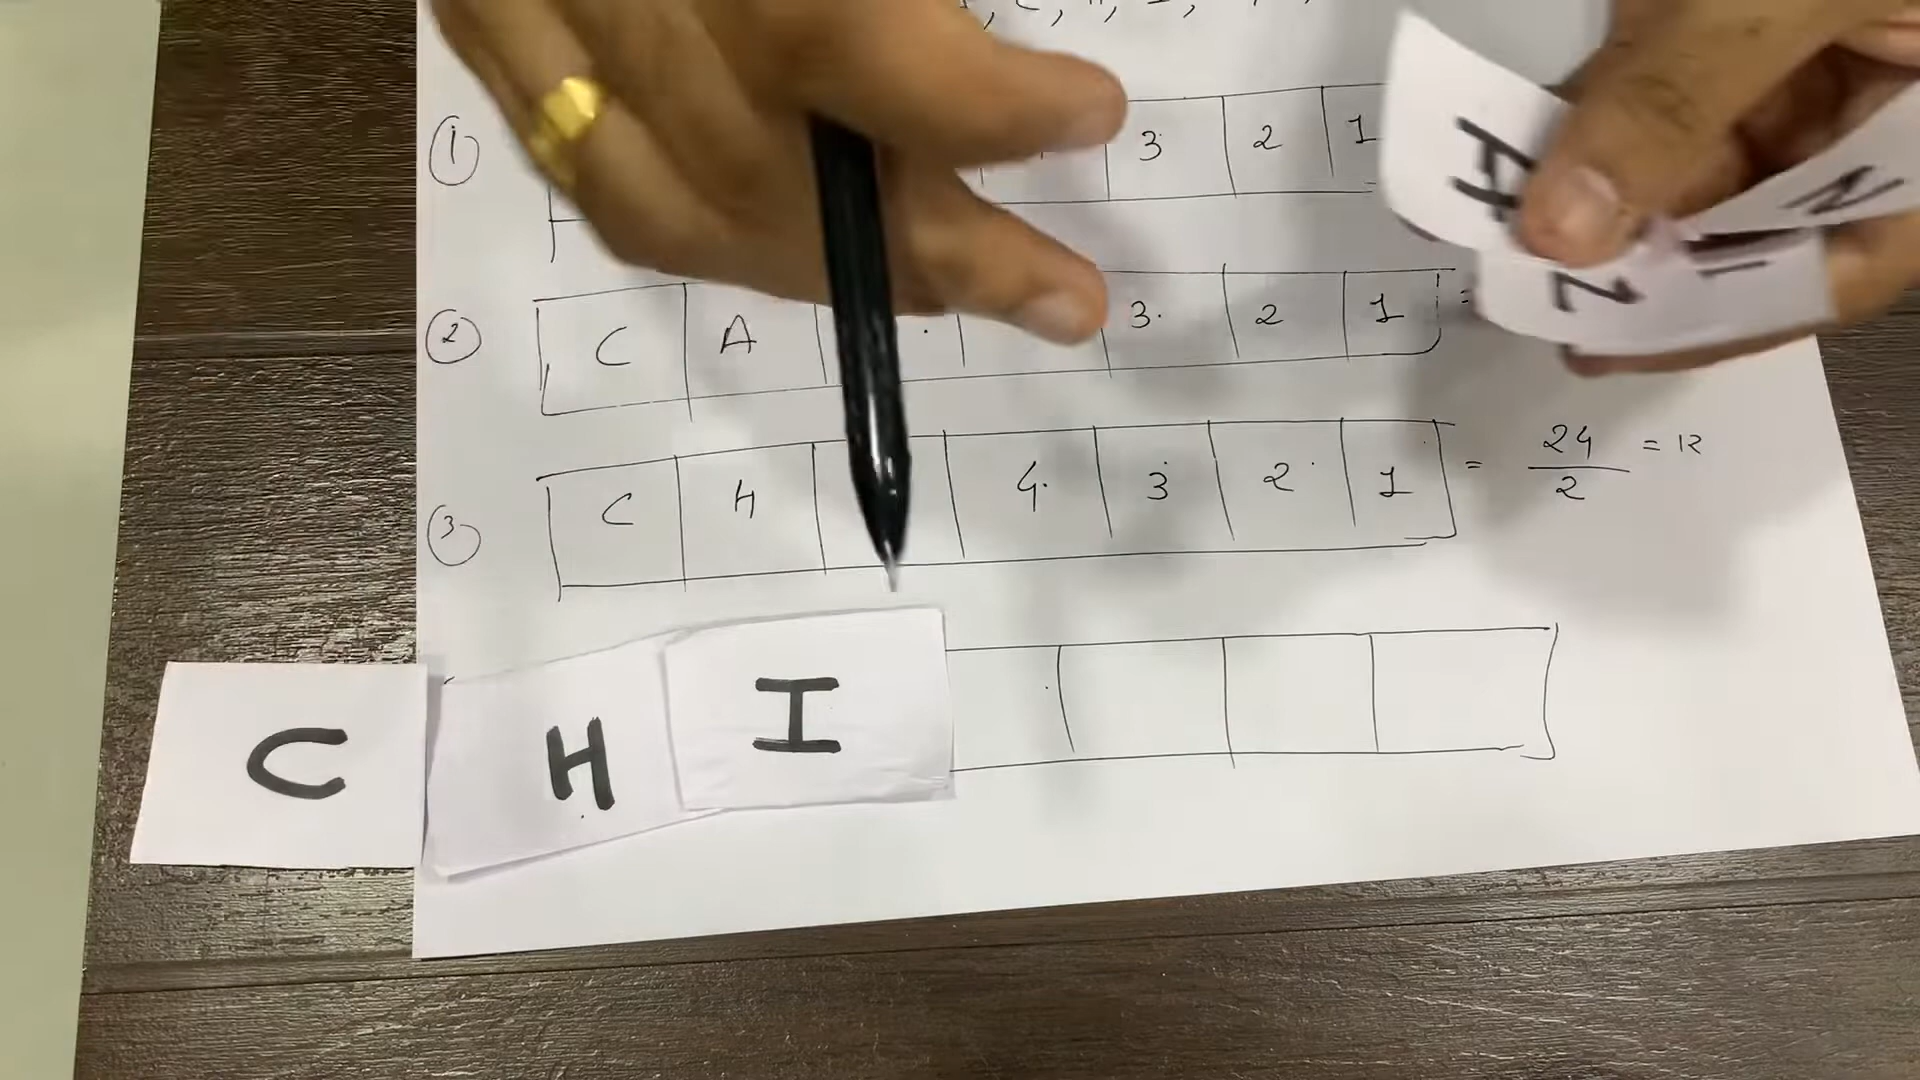 ① 3 2 1
② C A 3 2 1 =
③ C H 4 3 2 1 = 24/2 = 12
C H I
N
Z